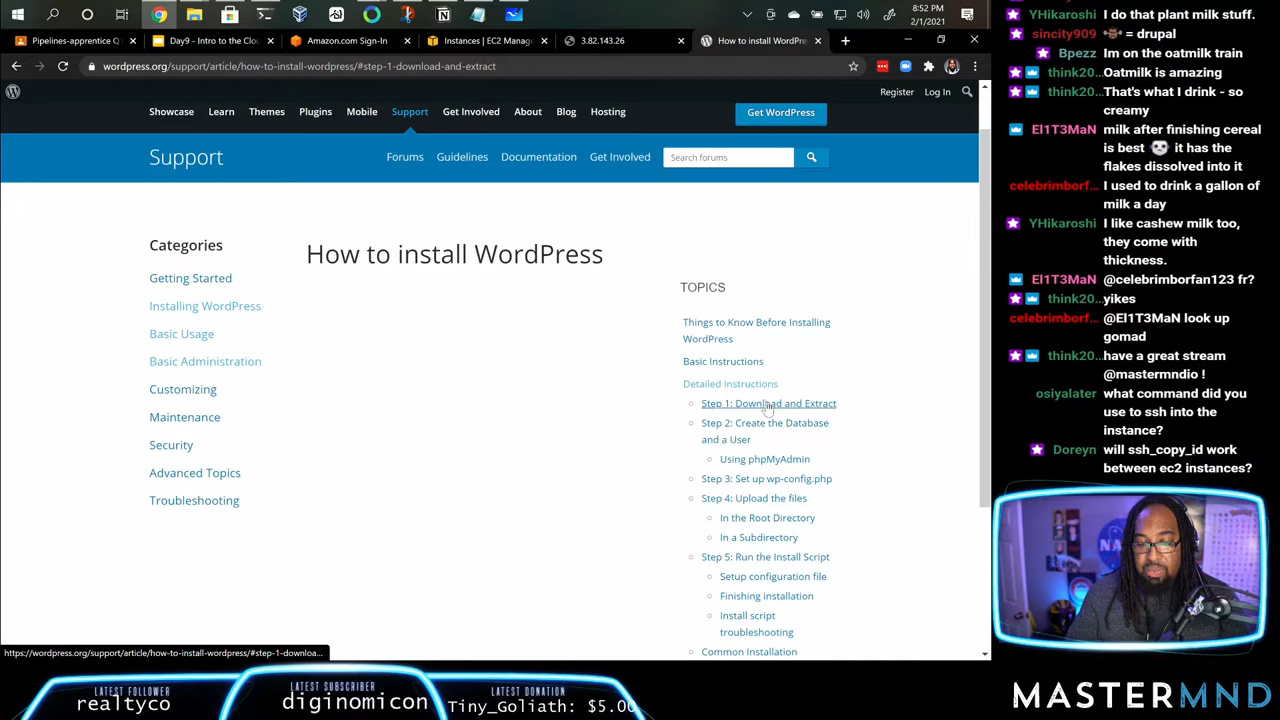 8:52 PM
2/1/2021
Pipelines-apprentice Q
Day9 - Intro to the Clou
Amazon.com Sign-In
Instances | EC2 Manag
3.82.143.26
How to install WordPre
wordpress.org/support/article/how-to-install-wordpress/#step-1-download-and-extract
Register
Log In
Showcase
Learn
Themes
Plugins
Mobile
Support
Get Involved
About
Blog
Hosting
Get WordPress
Support
Forums
Guidelines
Documentation
Get Involved
Search forums
Categories
Getting Started
Installing WordPress
Basic Usage
Basic Administration
Customizing
Maintenance
Security
Advanced Topics
Troubleshooting
How to install WordPress
TOPICS
Things to Know Before Installing
WordPress
Basic Instructions
Detailed Instructions
Step 1: Download and Extract
Step 2: Create the Database
and a User
Using phpMyAdmin
Step 3: Set up wp-config.php
Step 4: Upload the files
In the Root Directory
In a Subdirectory
Step 5: Run the Install Script
Setup configuration file
Finishing installation
Install script
troubleshooting
Common Installation
https://wordpress.org/support/article/how-to-install-wordpress/#step-1-downloa...
YHikaroshi I do that plant milk stuff.
sincity909 = drupal
Bpezz Im on the oatmilk train
think20... Oatmilk is amazing
think20... That's what I drink - so
creamy
El1T3MaN milk after finishing cereal
is best it has the
flakes dissolved into it
celebrimborf... I used to drink a gallon of
milk a day
YHikaroshi I like cashew milk too,
they come with
thickness.
El1T3MaN @celebrimborfan123 fr?
think20... yikes
celebrimborf... @El1T3MaN look up
gomad
think20... have a great stream
@mastermndio !
osiyalater what command did you
use to ssh into the
instance?
Doreyn will ssh_copy_id work
between ec2 instances?
NASA
LATEST FOLLOWER
realtyco
LATEST SUBSCRIBER
diginomicon
LATEST DONATION
Tiny_Goliath: $5.00
MASTERMND